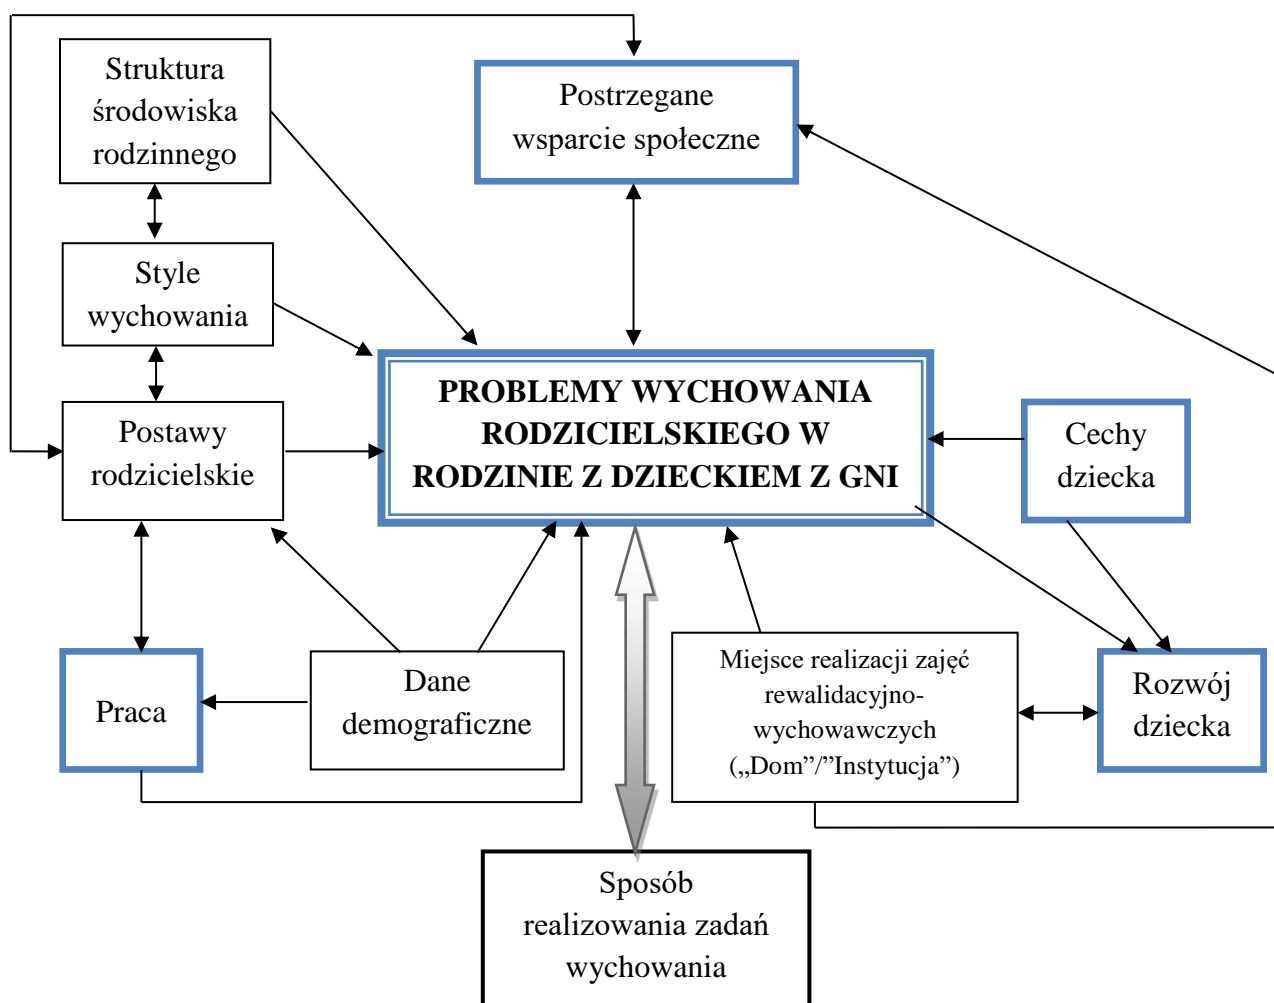 Struktura
środowiska
rodzinnego
Postrzegane
wsparcie społeczne
Style
wychowania
PROBLEMY WYCHOWANIA
RODZICIELSKIEGO W
RODZINIE Z DZIECKIEM Z GNI
Postawy
rodzicielskie
Cechy
dziecka
Praca
Dane
demograficzne
Miejsce realizacji zajęć
rewalidacyjno-
wychowawczych
(„Dom”/”Instytucja”)
Rozwój
dziecka
Sposób
realizowania zadań
wychowania